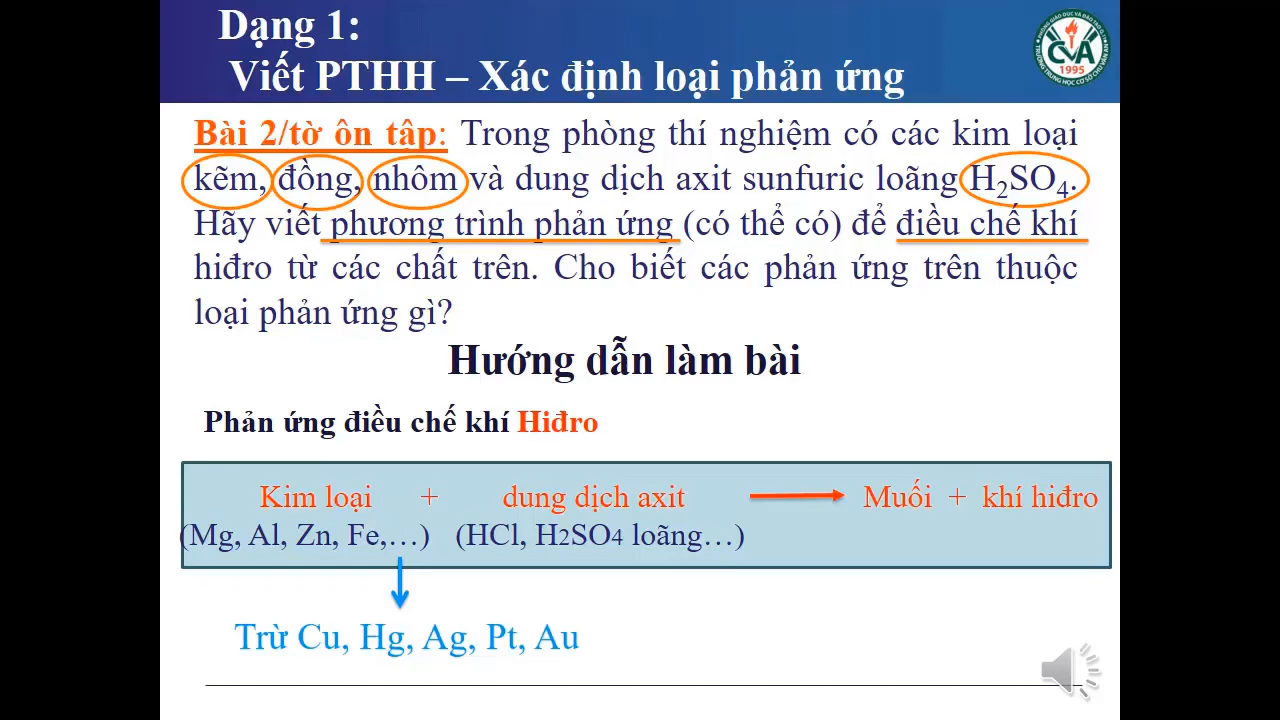 Dạng 1:
Viết PTHH – Xác định loại phản ứng
CVA
1995
Bài 2/tờ ôn tập: Trong phòng thí nghiệm có các kim loại
kẽm, đồng, nhôm và dung dịch axit sunfuric loãng H₂SO₄.
Hãy viết phương trình phản ứng (có thể có) để điều chế khí
hiđro từ các chất trên. Cho biết các phản ứng trên thuộc
loại phản ứng gì?
Hướng dẫn làm bài
Phản ứng điều chế khí Hiđro
Kim loại + dung dịch axit → Muối + khí hiđro
(Mg, Al, Zn, Fe,…) (HCl, H2SO4 loãng…)
Trừ Cu, Hg, Ag, Pt, Au